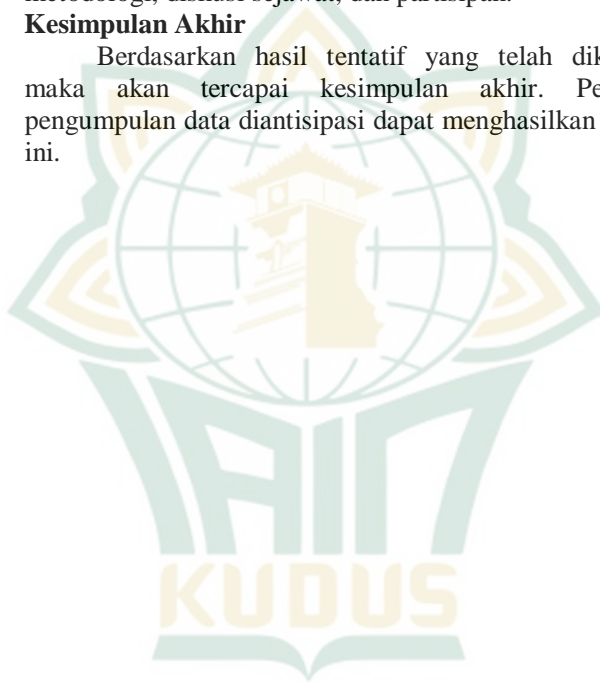 metodologi, diskusi sejawat, dan partisipan.
Kesimpulan Akhir
Berdasarkan hasil tentatif yang telah dik
maka akan tercapai kesimpulan akhir. Pe
pengumpulan data diantisipasi dapat menghasilkan
ini.
IAIN
KUDUS